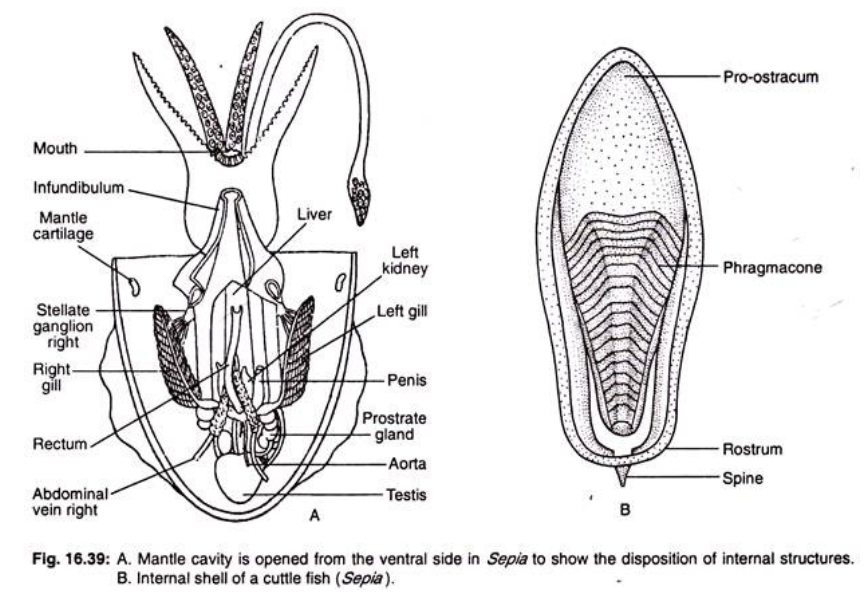 Mouth
Infundibulum
Mantle
cartilage
Liver
Left
kidney
Stellate
ganglion
right
Left gill
Right
gill
Penis
Prostrate
gland
Rectum
Aorta
Abdominal
vein right
Testis
A
Pro-ostracum
Phragmacone
Rostrum
Spine
B
Fig. 16.39: A. Mantle cavity is opened from the ventral side in Sepia to show the disposition of internal structures.
B. Internal shell of a cuttle fish (Sepia).